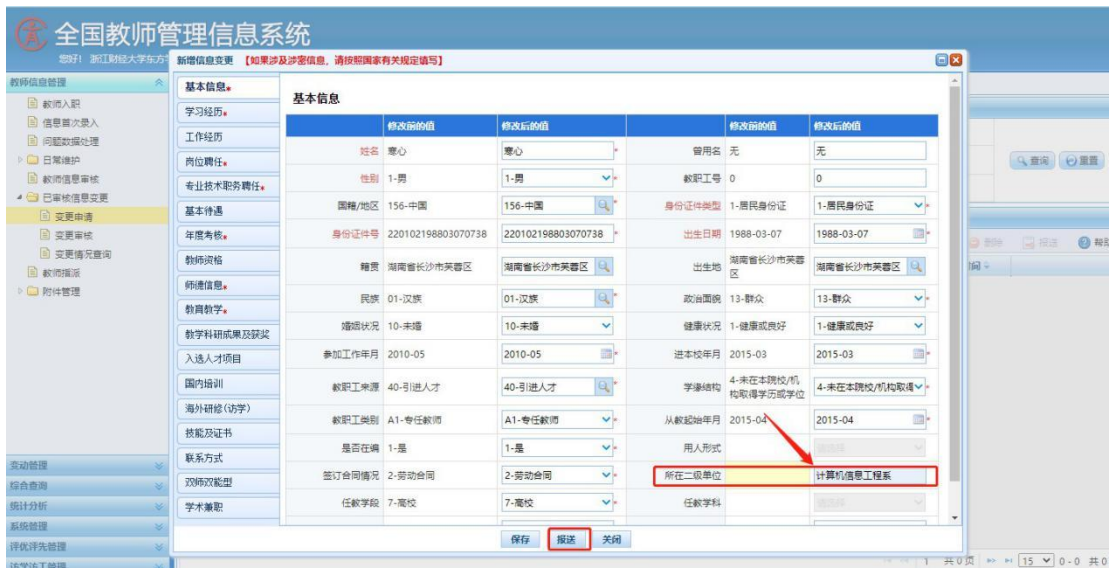 全国教师管理信息系统
您好! 浙江财经大学东方
新增信息变更 【如果涉及涉密信息，请按照国家有关规定填写】
教师信息管理
教师入职
信息首次录入
问题数据处理
日常维护
教师信息审核
已审核信息变更
变更申请
变更审核
变更情况查询
教师指派
附件管理
变动管理
综合查询
统计分析
系统管理
评优评先管理
基本信息*
学习经历*
工作经历
岗位聘任*
专业技术职务聘任*
基本待遇
年度考核*
教师资格
师德信息*
教育教学*
教学科研成果及获奖
入选人才项目
国内培训
海外研修(访学)
技能及证书
联系方式
双师双能型
学术兼职
基本信息
修改前的值 修改后的值 修改前的值 修改后的值
姓名 寒心 寒心 * 曾用名 无 无
性别 1-男 1-男 * 教职工号 0 0
国籍/地区 156-中国 156-中国 * 身份证件类型 1-居民身份证 1-居民身份证 *
身份证件号 220102198803070738 220102198803070738 * 出生日期 1988-03-07 1988-03-07 *
籍贯 湖南省长沙市芙蓉区 湖南省长沙市芙蓉区 出生地 湖南省长沙市芙蓉区 湖南省长沙市芙蓉区 *
民族 01-汉族 01-汉族 * 政治面貌 13-群众 13-群众 *
婚姻状况 10-未婚 10-未婚 健康状况 1-健康或良好 1-健康或良好
参加工作年月 2010-05 2010-05 * 进本校年月 2015-03 2015-03 *
教职工来源 40-引进人才 40-引进人才 * 学缘结构 4-未在本院校/机构取得学历或学位 4-未在本院校/机构取得 *
教职工类别 A1-专任教师 A1-专任教师 * 从教起始年月 2015-04 2015-04 *
是否在编 1-是 1-是 * 用人形式 请选择
签订合同情况 2-劳动合同 2-劳动合同 * 所在二级单位 计算机信息工程系
任教学段 7-高校 7-高校 * 任教学科 请选择
保存 报送 关闭
查询 重置
删除 报送 帮助
1 共0页 15 0 - 0 共0